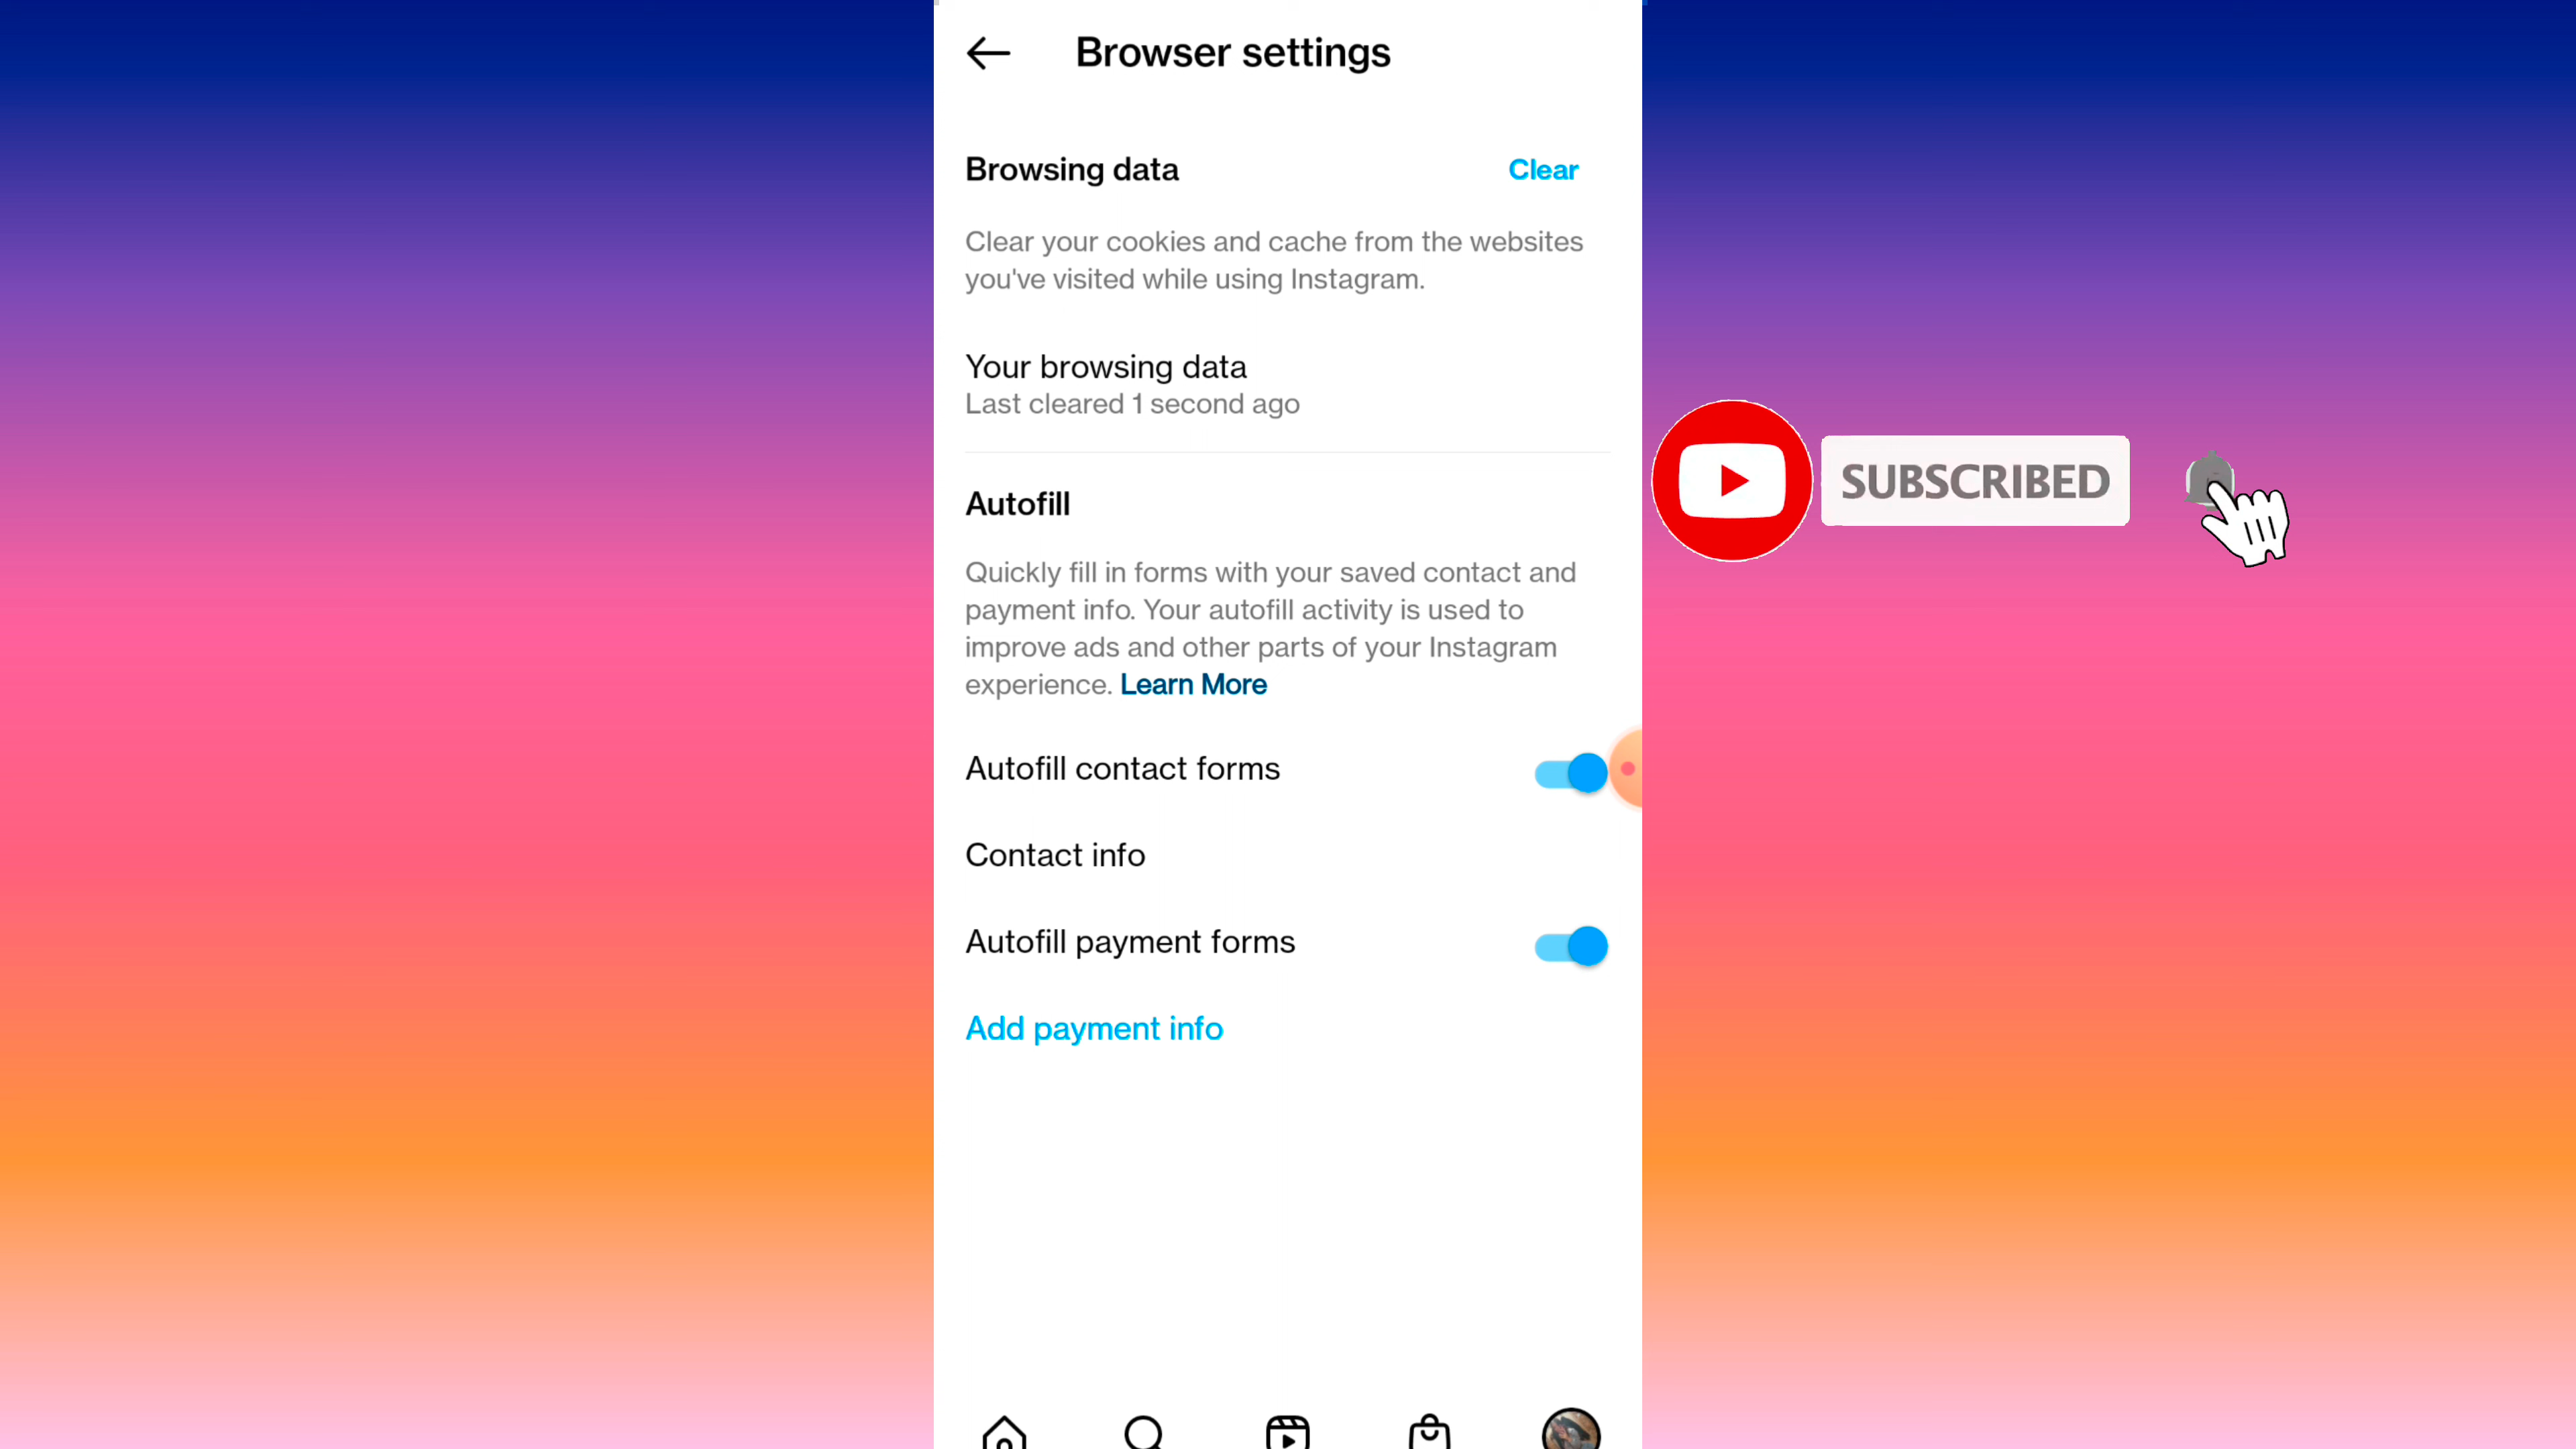 Browser settings
Browsing data
Clear
Clear your cookies and cache from the websites
you've visited while using Instagram.
Your browsing data
Last cleared 1 second ago
Autofill
Quickly fill in forms with your saved contact and
payment info. Your autofill activity is used to
improve ads and other parts of your Instagram
experience. Learn More
Autofill contact forms
Contact info
Autofill payment forms
Add payment info
SUBSCRIBED